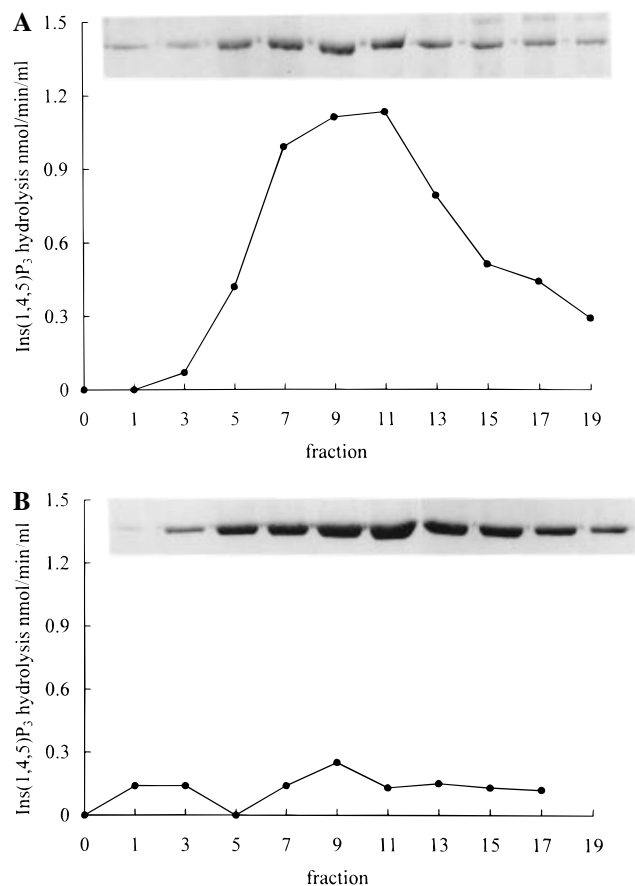 A
Ins(1,4,5)P₃ hydrolysis nmol/min/ml
1.5
1.2
0.9
0.6
0.3
0
0 1 3 5 7 9 11 13 15 17 19
fraction
B
Ins(1,4,5)P₃ hydrolysis nmol/min/ml
1.5
1.2
0.9
0.6
0.3
0
0 1 3 5 7 9 11 13 15 17 19
fraction